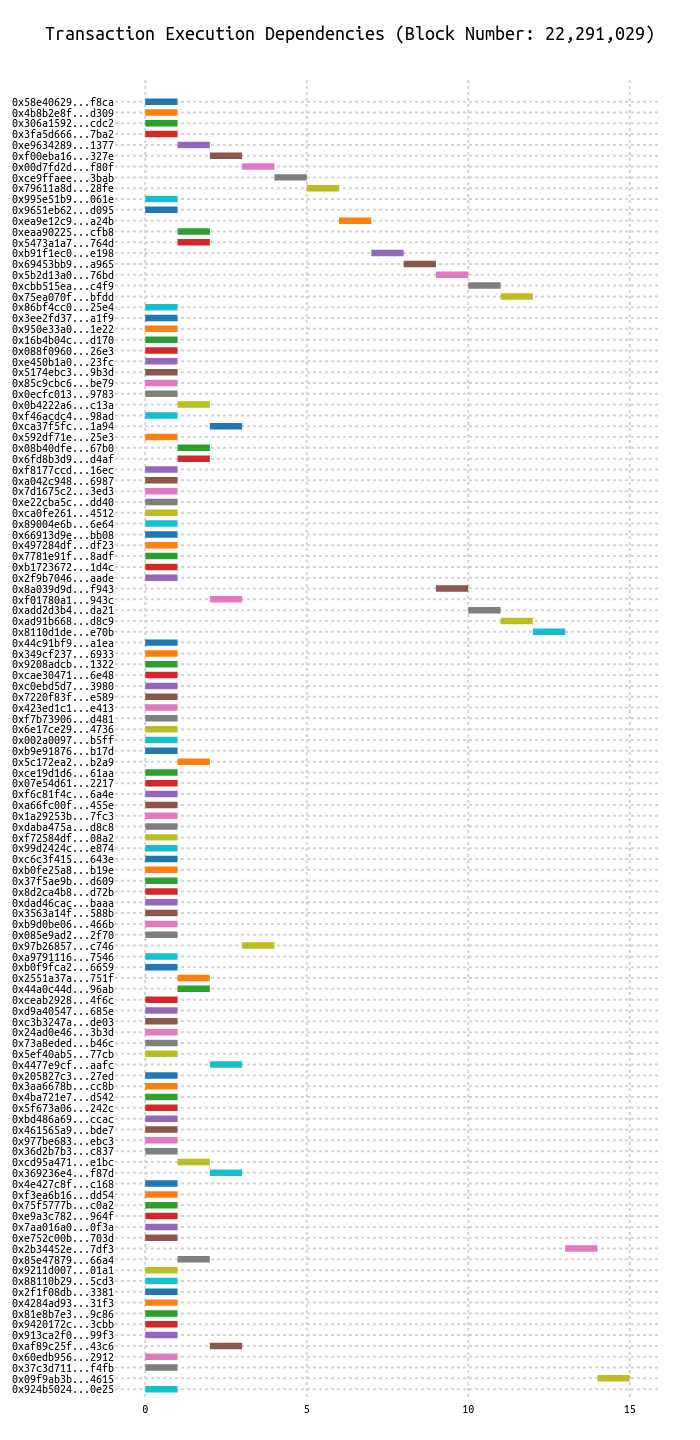 Transaction Execution Dependencies (Block Number: 22,291,029)
0x58e40629...f8ca
0x4b8b2e8f...d309
0x306a1592...cdc2
0x3fa5d666...7ba2
0xe9634289...1377
0xf00eba16...327e
0x00d7fd2d...f80f
0xce9ffaee...3bab
0x79611a8d...28fe
0x995e51b9...061e
0x9651eb62...d095
0xea9e12c9...a24b
0xeaa90225...cfb8
0x5473a1a7...764d
0xb91f1ec0...e198
0x69453bb9...a965
0x5b2d13a0...76bd
0xcbb515ea...c4f9
0x75ea070f...bfdd
0x86bf4cc0...25e4
0x3ee2fd37...a1f9
0x950e33a0...1e22
0x16b4b04c...d170
0x088f0960...26e3
0xe450b1a0...23fc
0x5174ebc3...9b3d
0x85c9cbc6...be79
0x0ecfc013...9783
0x0b4222a6...c13a
0xf46acdc4...98ad
0xca37f5fc...1a94
0x592df71e...25e3
0x08b40dfe...67b0
0x6fd8b3d9...d4af
0xf8177ccd...16ec
0xa042c948...6987
0x7d1675c2...3ed3
0xe22cba5c...dd40
0xca0fe261...4512
0x89004e6b...6e64
0x66913d9e...bb08
0x497284df...df23
0x7781e91f...8adf
0xb1723672...1d4c
0x2f9b7046...aade
0x8a039d9d...f943
0xf01780a1...943c
0xadd2d3b4...da21
0xad91b668...d8c9
0x8110d1de...e70b
0x44c91bf9...a1ea
0x349cf237...6933
0x9208adcb...1322
0xcae30471...6e48
0xc0ebd5d7...3980
0x7220f83f...e589
0x423ed1c1...e413
0xf7b73906...d481
0x6e17ce29...4736
0x002a0097...b5ff
0xb9e91876...b17d
0x5c172ea2...b2a9
0xce19d1d6...61aa
0x07e54d61...2217
0xf6c81f4c...6a4e
0xa66fc00f...455e
0x1a29253b...7fc3
0xdaba475a...d8c8
0xf72584df...08a2
0x99d2424c...e874
0xc6c3f415...643e
0xb0fe25a8...b19e
0x37f5ae9b...d609
0x8d2ca4b8...d72b
0xdad46cac...baaa
0x3563a14f...588b
0xb9d0be06...466b
0x085e9ad2...2f70
0x97b26857...c746
0xa9791116...7546
0xb0f9fca2...6659
0x2551a37a...751f
0x44a0c44d...96ab
0xceab2928...4f6c
0xd9a40547...685e
0xc3b3247a...de03
0x24ad0e46...3b3d
0x73a8eded...b46c
0x5ef40ab5...77cb
0x4477e9cf...aafc
0x205827c3...27ed
0x3aa6678b...cc8b
0x4ba721e7...d542
0x5f673a06...242c
0xbd486a69...ccac
0x461565a9...bde7
0x977be683...ebc3
0x36d2b7b3...c837
0xcd95a471...e1bc
0x369236e4...f87d
0x4e427c8f...c168
0xf3ea6b16...dd54
0x75f5777b...c0a2
0xe9a3c782...964f
0x7aa016a0...0f3a
0xe752c00b...703d
0x2b34452e...7df3
0x85e47879...66a4
0x9211d007...01a1
0x88110b29...5cd3
0x2f1f08db...3381
0x4284ad93...31f3
0x81e8b7e3...9c86
0x9420172c...3cbb
0x913ca2f0...99f3
0xaf89c25f...43c6
0x60edb956...2912
0x37c3d711...f4fb
0x09f9ab3b...4615
0x924b5024...0e25
0 5 10 15